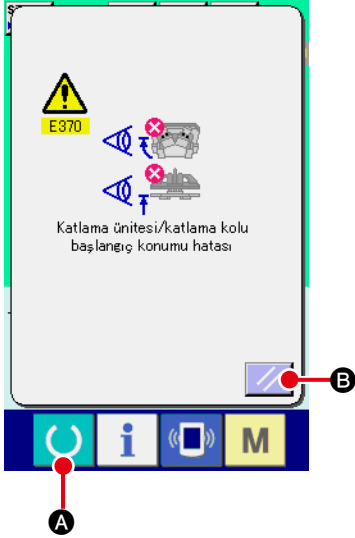 E370
Katlama ünitesi/katlama kolu
başlangıç konumu hatası
B
i
M
A